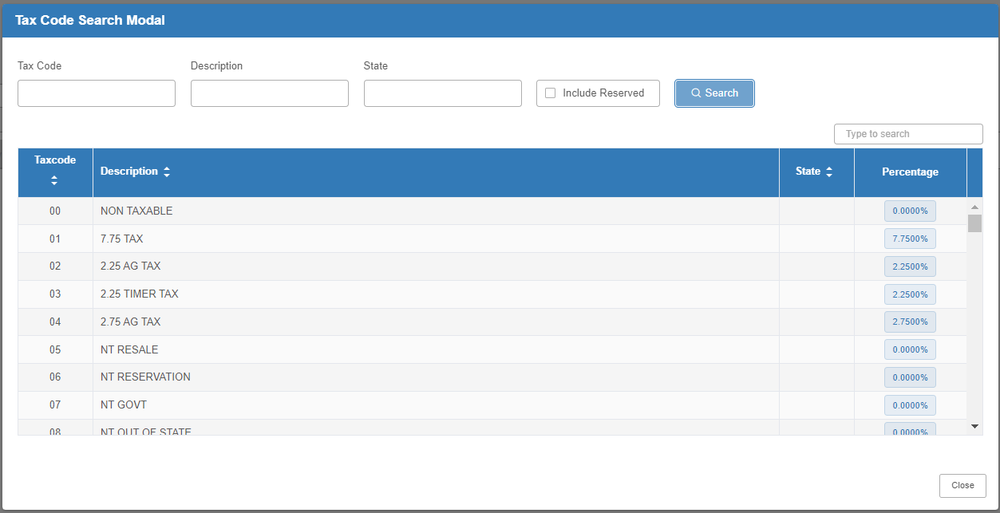 Tax Code Search Modal
Tax Code Description State
Include Reserved Search
Type to search
Taxcode Description State Percentage
00 NON TAXABLE 0.0000%
01 7.75 TAX 7.7500%
02 2.25 AG TAX 2.2500%
03 2.25 TIMER TAX 2.2500%
04 2.75 AG TAX 2.7500%
05 NT RESALE 0.0000%
06 NT RESERVATION 0.0000%
07 NT GOVT 0.0000%
08 NT OUT OF STATE 0.0000%
Close